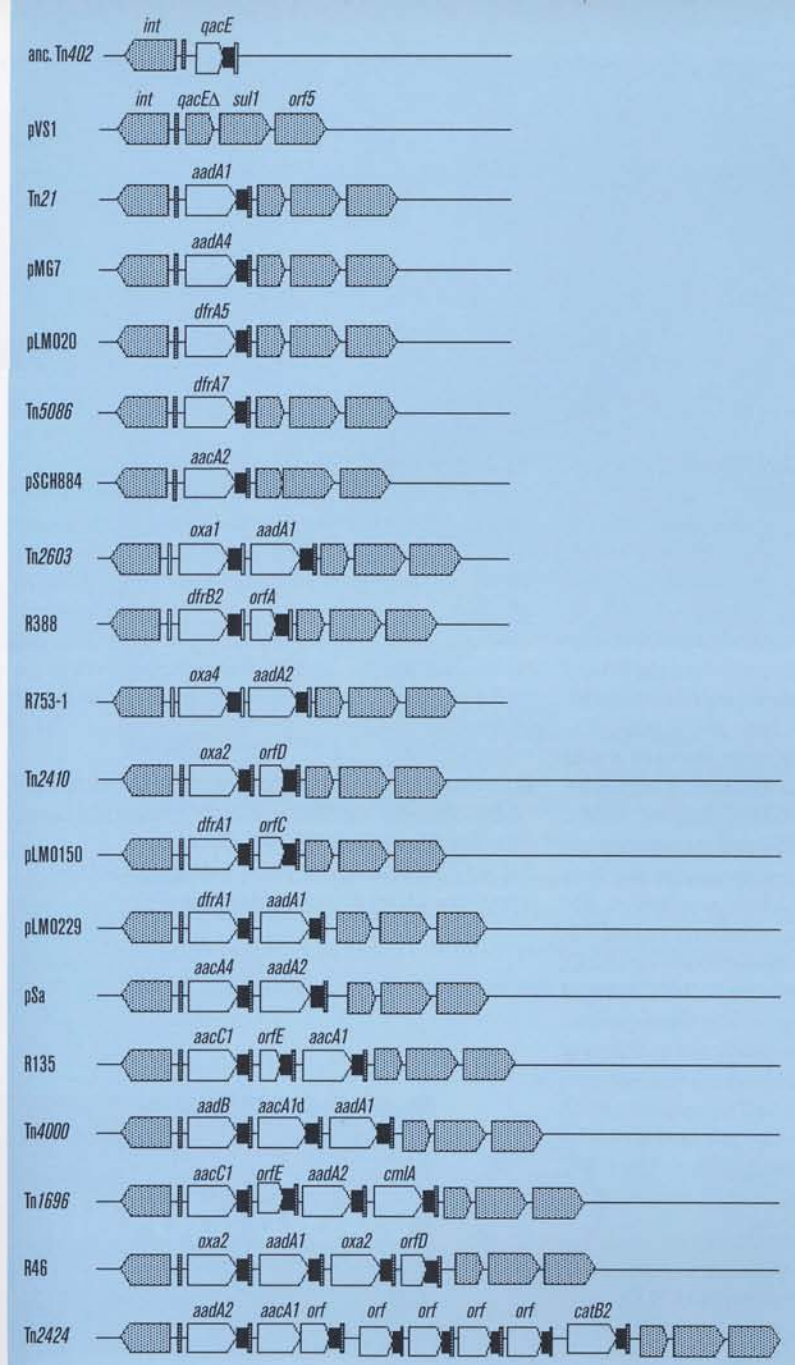 int qacE
anc. Tn402
int qacEΔ sul1 orf5
pVS1
aadA1
Tn21
aadA4
pMG7
dfrA5
pLMO20
dfrA7
Tn5086
aacA2
pSCH884
oxa1 aadA1
Tn2603
dfrB2 orfA
R388
oxa4 aadA2
R753-1
oxa2 orfD
Tn2410
dfrA1 orfC
pLMO150
dfrA1 aadA1
pLMO229
aacA4 aadA2
pSa
aacC1 orfE aacA1
R135
aadB aacA1d aadA1
Tn4000
aacC1 orfE aadA2 cmlA
Tn1696
oxa2 aadA1 oxa2 orfD
R46
aadA2 aacA1 orf orf orf orf orf catB2
Tn2424